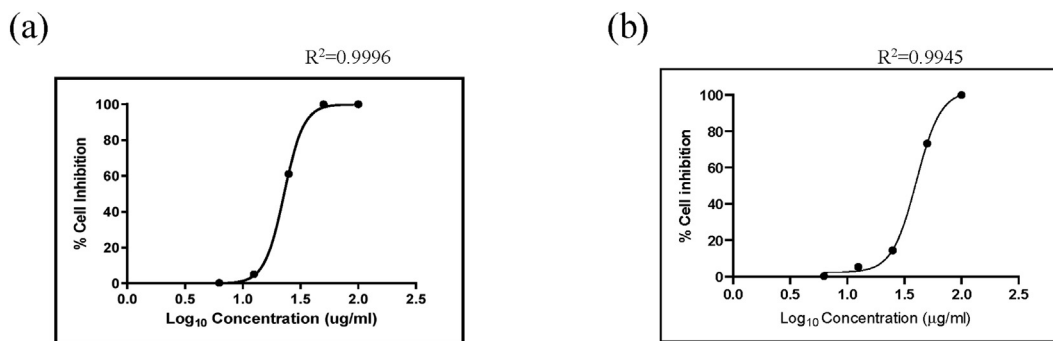 (a)
R²=0.9996
% Cell Inhibition
100
80
60
40
20
0
0.0 0.5 1.0 1.5 2.0 2.5
Log₁₀ Concentration (ug/ml)
(b)
R²=0.9945
% Cell inhibition
100
80
60
40
20
0
0.0 0.5 1.0 1.5 2.0 2.5
Log₁₀ Concentration (μg/ml)